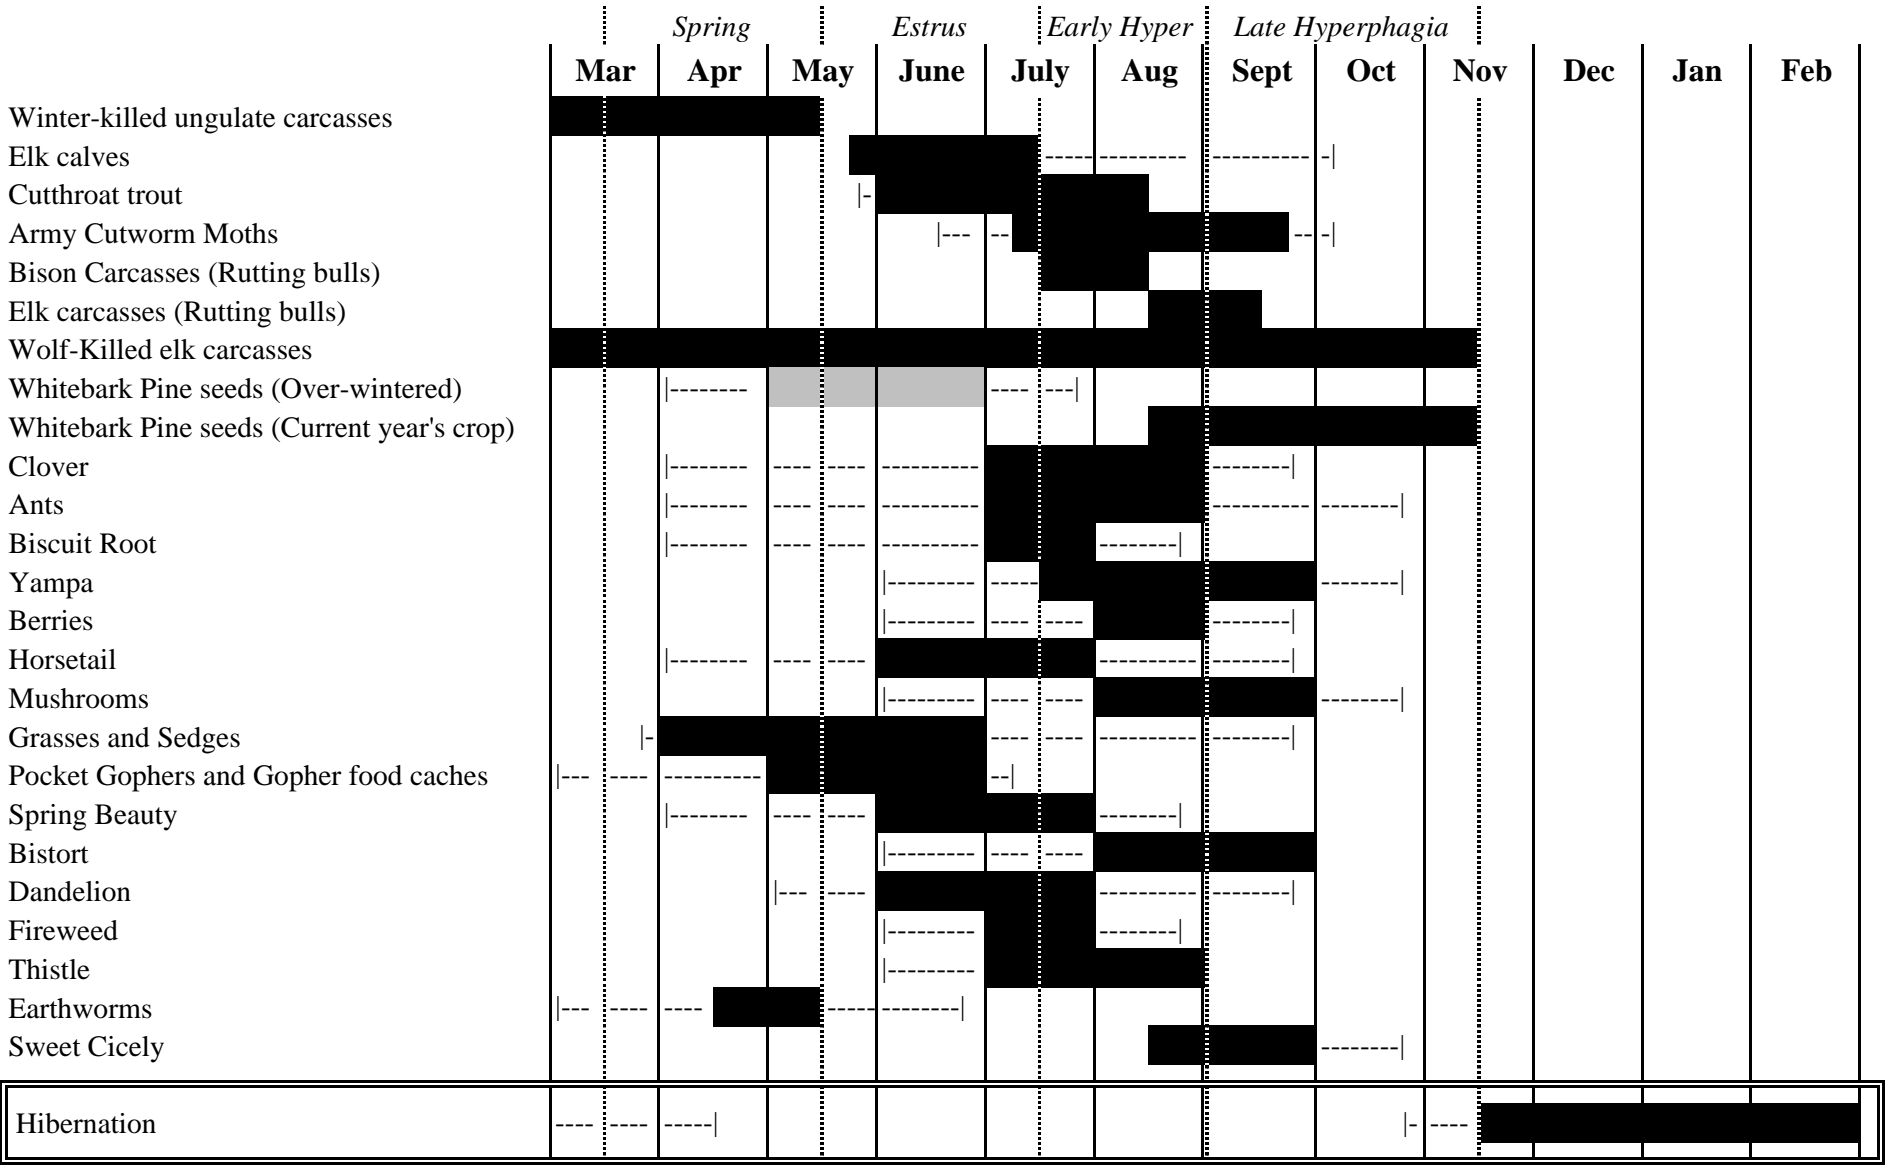 Spring Estrus Early Hyper Late Hyperphagia
Mar Apr May June July Aug Sept Oct Nov Dec Jan Feb
Winter-killed ungulate carcasses
Elk calves
Cutthroat trout
Army Cutworm Moths
Bison Carcasses (Rutting bulls)
Elk carcasses (Rutting bulls)
Wolf-Killed elk carcasses
Whitebark Pine seeds (Over-wintered)
Whitebark Pine seeds (Current year's crop)
Clover
Ants
Biscuit Root
Yampa
Berries
Horsetail
Mushrooms
Grasses and Sedges
Pocket Gophers and Gopher food caches
Spring Beauty
Bistort
Dandelion
Fireweed
Thistle
Earthworms
Sweet Cicely
Hibernation